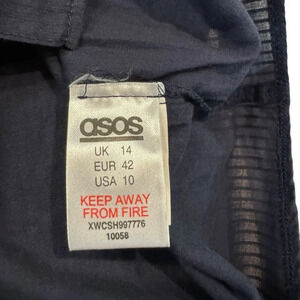 asos
UK 14
EUR 42
USA 10
KEEP AWAY
FROM FIRE
XWCSH997776
10058